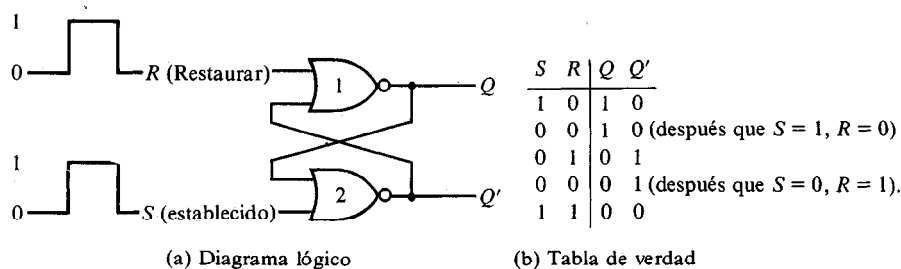 1
0
R (Restaurar)
1
Q
1
0
S (establecido)
2
Q'
S R Q Q'
1 0 1 0
0 0 1 0 (después que S = 1, R = 0)
0 1 0 1
0 0 0 1 (después que S = 0, R = 1).
1 1 0 0
(a) Diagrama lógico
(b) Tabla de verdad